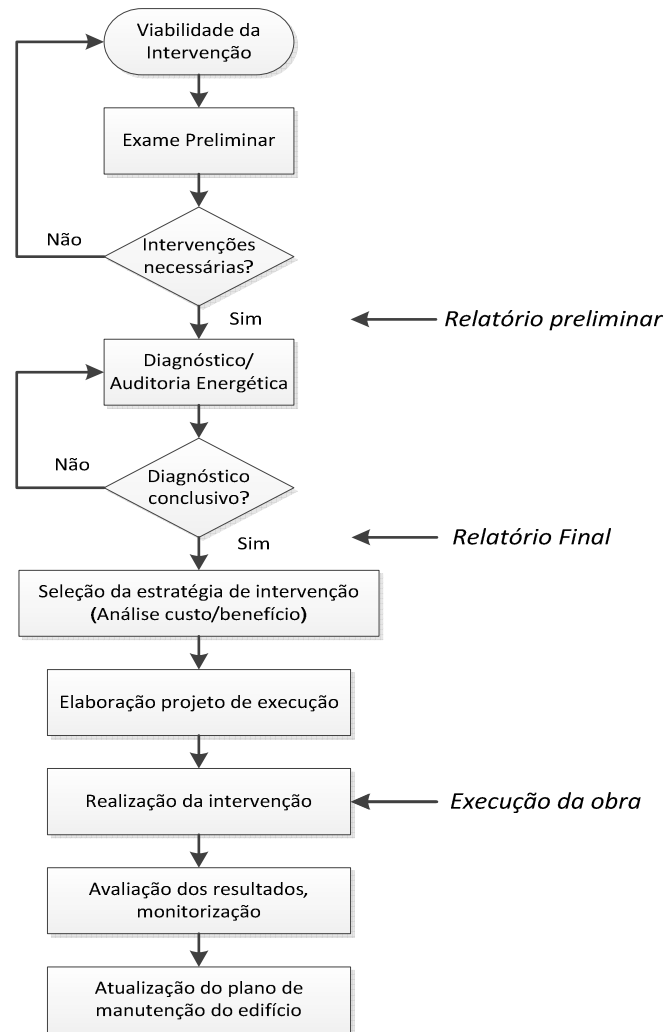 Viabilidade da
Intervenção
Exame Preliminar
Intervenções
necessárias?
Não
Sim
Relatório preliminar
Diagnóstico/
Auditoria Energética
Não
Diagnóstico
conclusivo?
Sim
Relatório Final
Seleção da estratégia de intervenção
(Análise custo/benefício)
Elaboração projeto de execução
Realização da intervenção
Execução da obra
Avaliação dos resultados,
monitorização
Atualização do plano de
manutenção do edifício